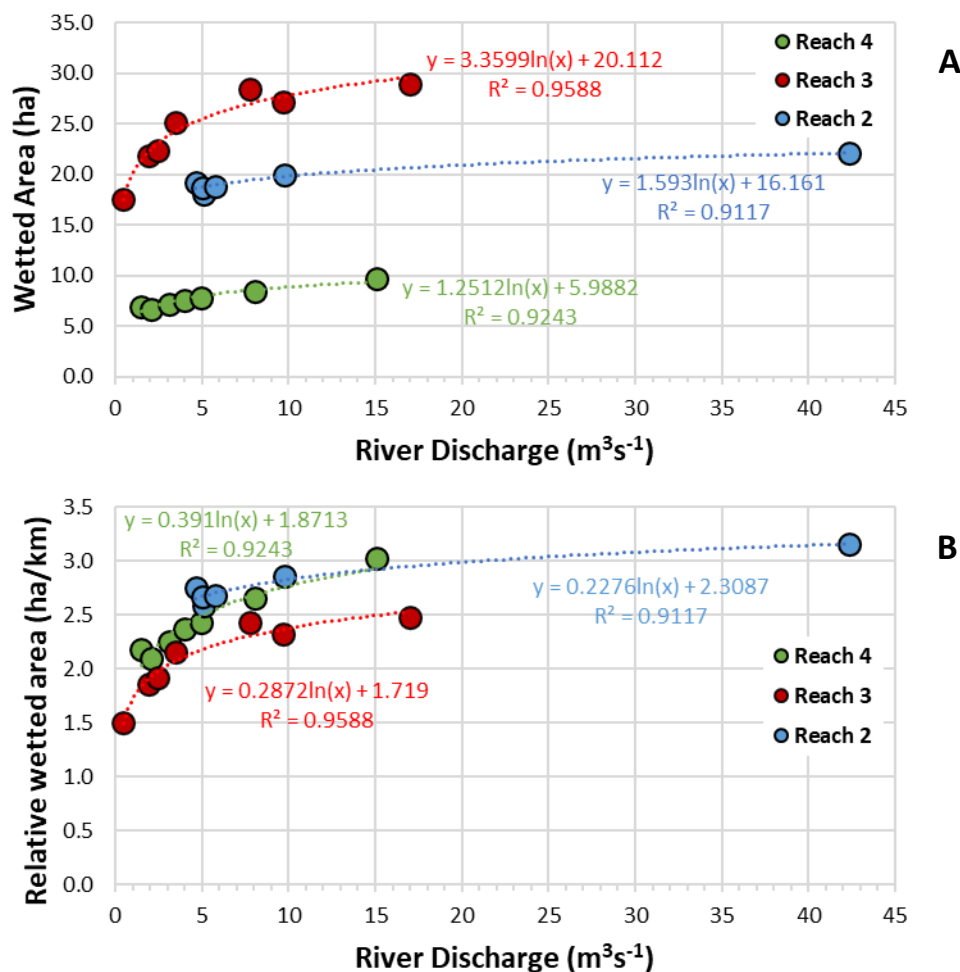 A
Wetted Area (ha)
35.0
30.0
25.0
20.0
15.0
10.0
5.0
0.0
y = 3.3599ln(x) + 20.112
R² = 0.9588
Reach 4
Reach 3
Reach 2
y = 1.593ln(x) + 16.161
R² = 0.9117
y = 1.2512ln(x) + 5.9882
R² = 0.9243
0 5 10 15 20 25 30 35 40 45
River Discharge (m³s⁻¹)
B
Relative wetted area (ha/km)
3.5
3.0
2.5
2.0
1.5
1.0
0.5
0.0
y = 0.391ln(x) + 1.8713
R² = 0.9243
y = 0.2276ln(x) + 2.3087
R² = 0.9117
y = 0.2872ln(x) + 1.719
R² = 0.9588
Reach 4
Reach 3
Reach 2
0 5 10 15 20 25 30 35 40 45
River Discharge (m³s⁻¹)